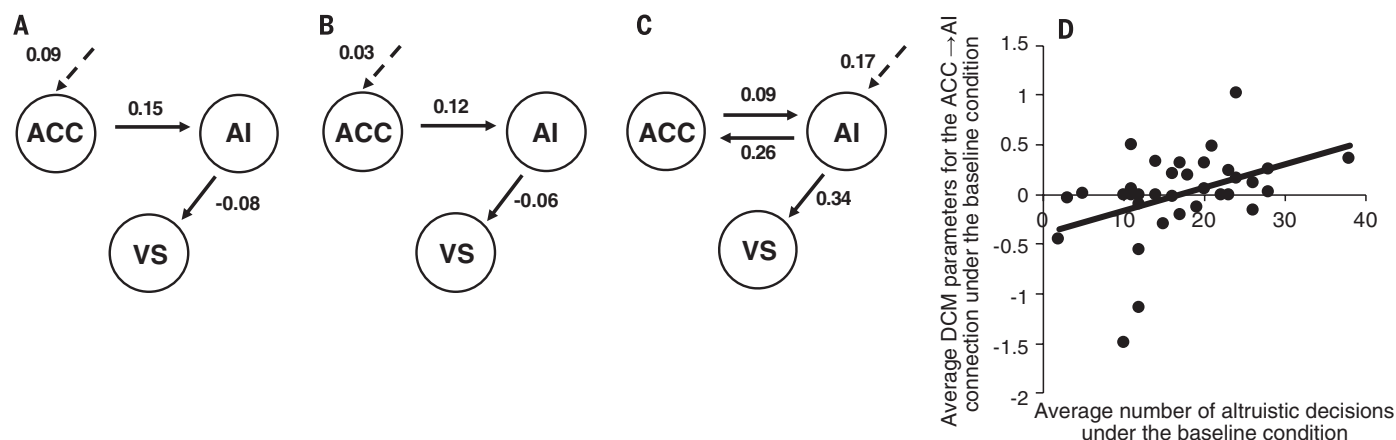 A
0.09
ACC
0.15
AI
-0.08
VS
B
0.03
ACC
0.12
AI
-0.06
VS
C
0.17
ACC
0.09
0.26
AI
0.34
VS
D
Average DCM parameters for the ACC → AI
connection under the baseline condition
1.5
1
0.5
0
-0.5
-1
-1.5
-2
0 10 20 30 40
Average number of altruistic decisions
under the baseline condition